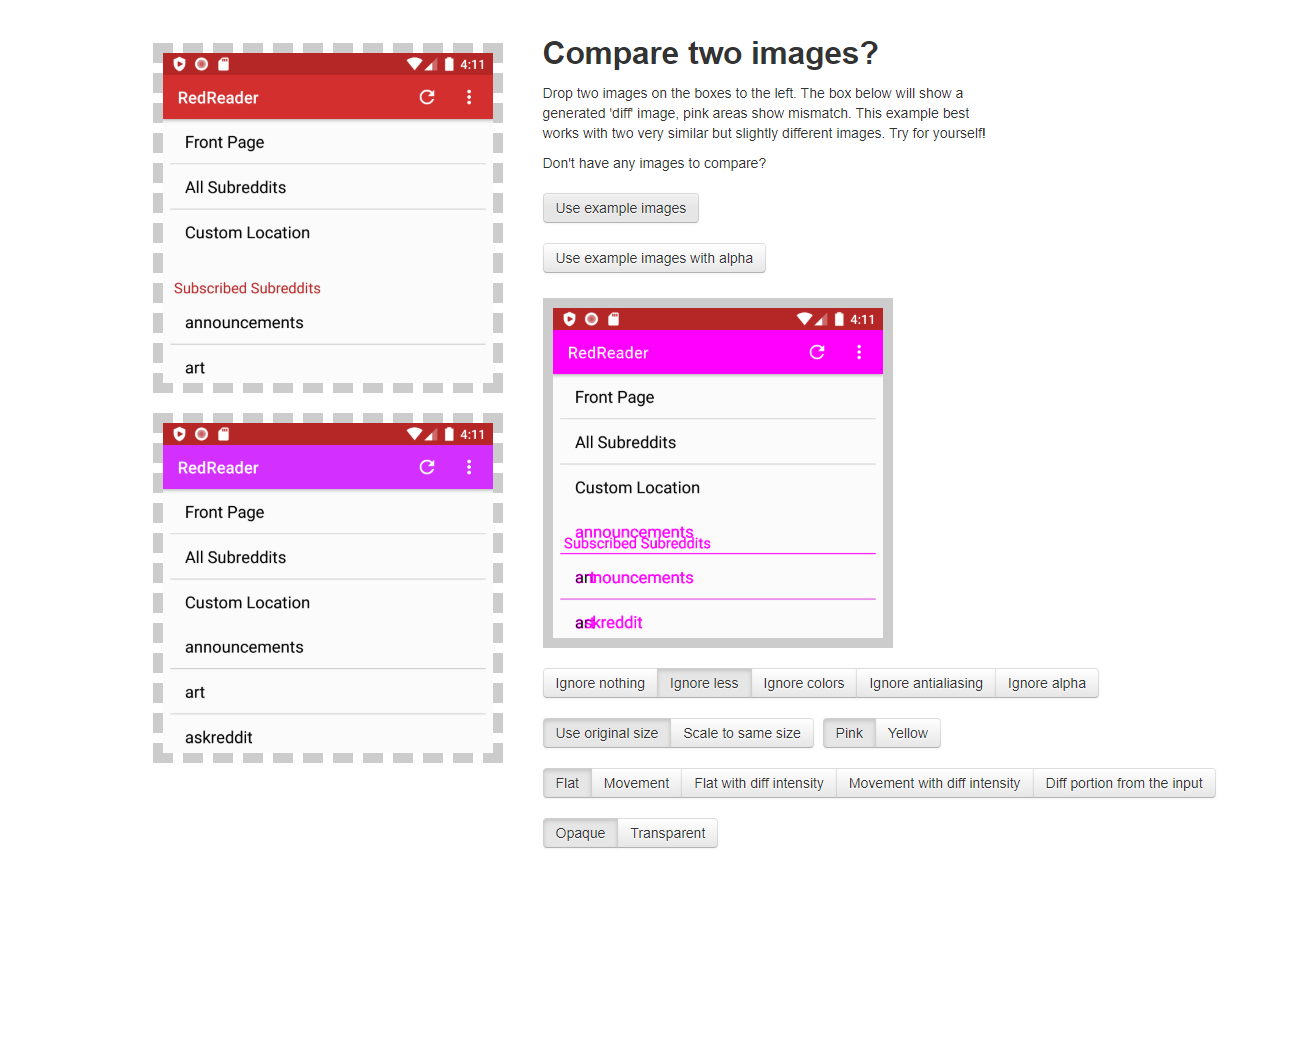 4:11
RedReader
Front Page
All Subreddits
Custom Location
Subscribed Subreddits
announcements
art
4:11
RedReader
Front Page
All Subreddits
Custom Location
announcements
art
askreddit
Compare two images?
Drop two images on the boxes to the left. The box below will show a
generated 'diff' image, pink areas show mismatch. This example best
works with two very similar but slightly different images. Try for yourself!
Don't have any images to compare?
Use example images
Use example images with alpha
4:11
RedReader
Front Page
All Subreddits
Custom Location
announcements
Subscribed Subreddits
Ignore nothing Ignore less Ignore colors Ignore antialiasing Ignore alpha
Use original size Scale to same size Pink Yellow
Flat Movement Flat with diff intensity Movement with diff intensity Diff portion from the input
Opaque Transparent